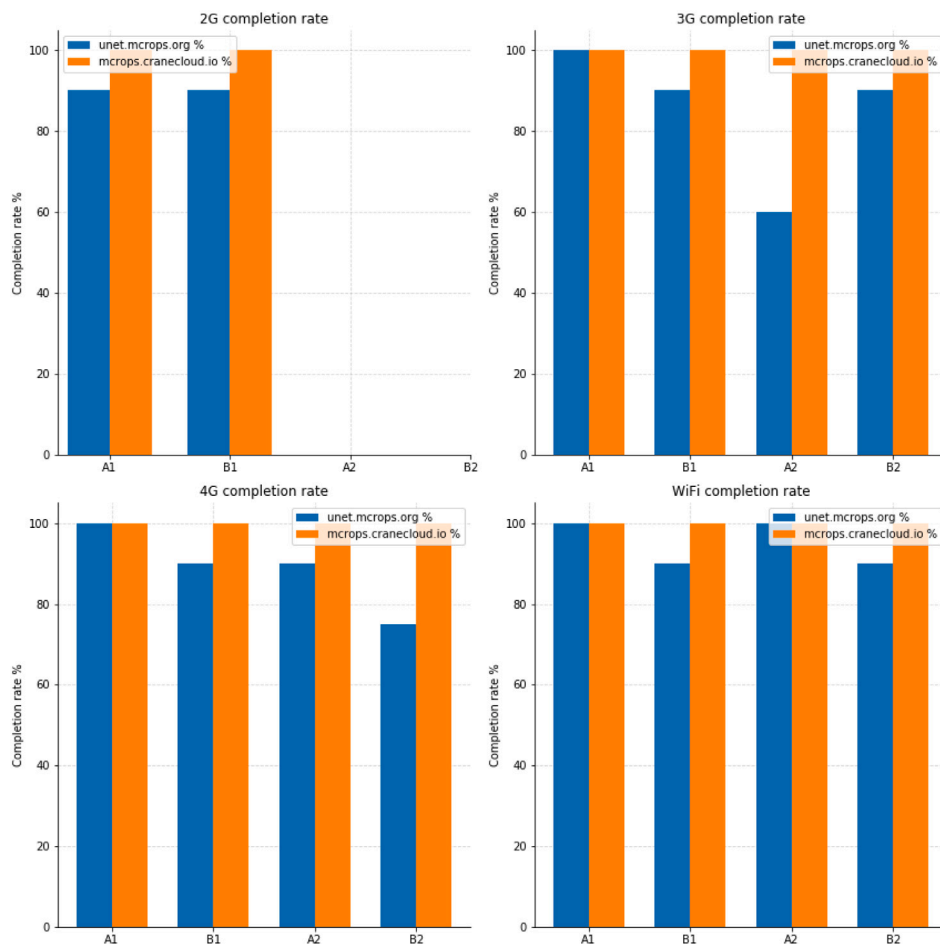 2G completion rate
unet.mcrops.org %
mcrops.cranecloud.io %
100
80
60
40
20
0
Completion rate %
A1 B1 A2 B2
3G completion rate
unet.mcrops.org %
mcrops.cranecloud.io %
100
80
60
40
20
0
Completion rate %
A1 B1 A2 B2
4G completion rate
unet.mcrops.org %
mcrops.cranecloud.io %
100
80
60
40
20
0
Completion rate %
A1 B1 A2 B2
WiFi completion rate
unet.mcrops.org %
mcrops.cranecloud.io %
100
80
60
40
20
0
Completion rate %
A1 B1 A2 B2